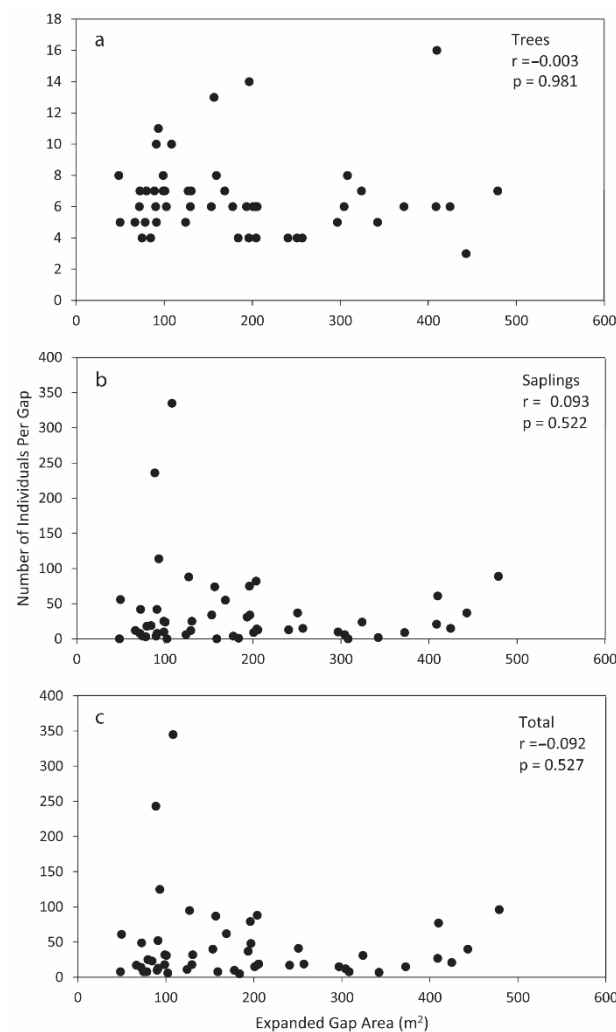 a
Trees
r =–0.003
p = 0.981
18
16
14
12
10
8
6
4
2
0
0 100 200 300 400 500 600
b
Saplings
r = 0.093
p = 0.522
400
350
300
250
200
150
100
50
0
0 100 200 300 400 500 600
Number of Individuals Per Gap
c
Total
r =–0.092
p = 0.527
400
350
300
250
200
150
100
50
0
0 100 200 300 400 500 600
Expanded Gap Area (m²)